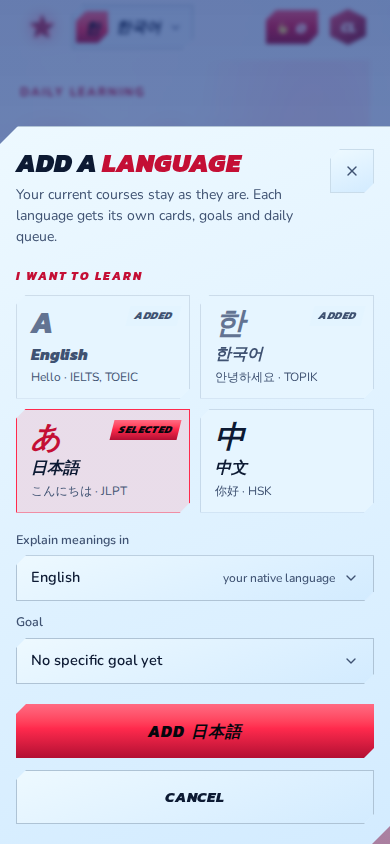 한국어
DAILY LEARNING
ADD A LANGUAGE
Your current courses stay as they are. Each
language gets its own cards, goals and daily
queue.
I WANT TO LEARN
A
ADDED
English
Hello · IELTS, TOEIC
한
ADDED
한국어
안녕하세요 · TOPIK
あ
SELECTED
日本語
こんにちは · JLPT
中
中文
你好 · HSK
Explain meanings in
English
your native language
Goal
No specific goal yet
ADD 日本語
CANCEL